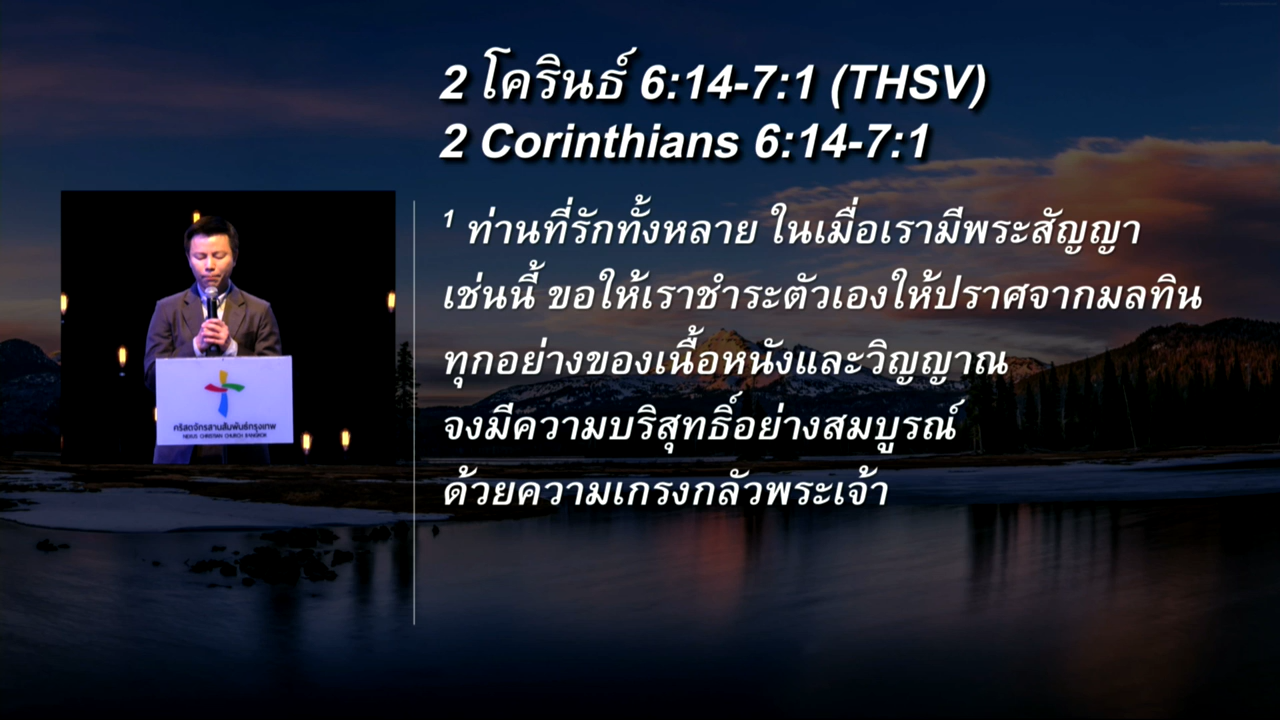 2 โครินธ์ 6:14-7:1 (THSV)
2 Corinthians 6:14-7:1
1 ท่านที่รักทั้งหลาย ในเมื่อเรามีพระสัญญา
เช่นนี้ ขอให้เราชำระตัวเองให้ปราศจากมลทิน
ทุกอย่างของเนื้อหนังและวิญญาณ
จงมีความบริสุทธิ์อย่างสมบูรณ์
ด้วยความเกรงกลัวพระเจ้า
คริสตจักรสานสัมพันธ์กรุงเทพ
NEXUS CHRISTIAN CHURCH BANGKOK